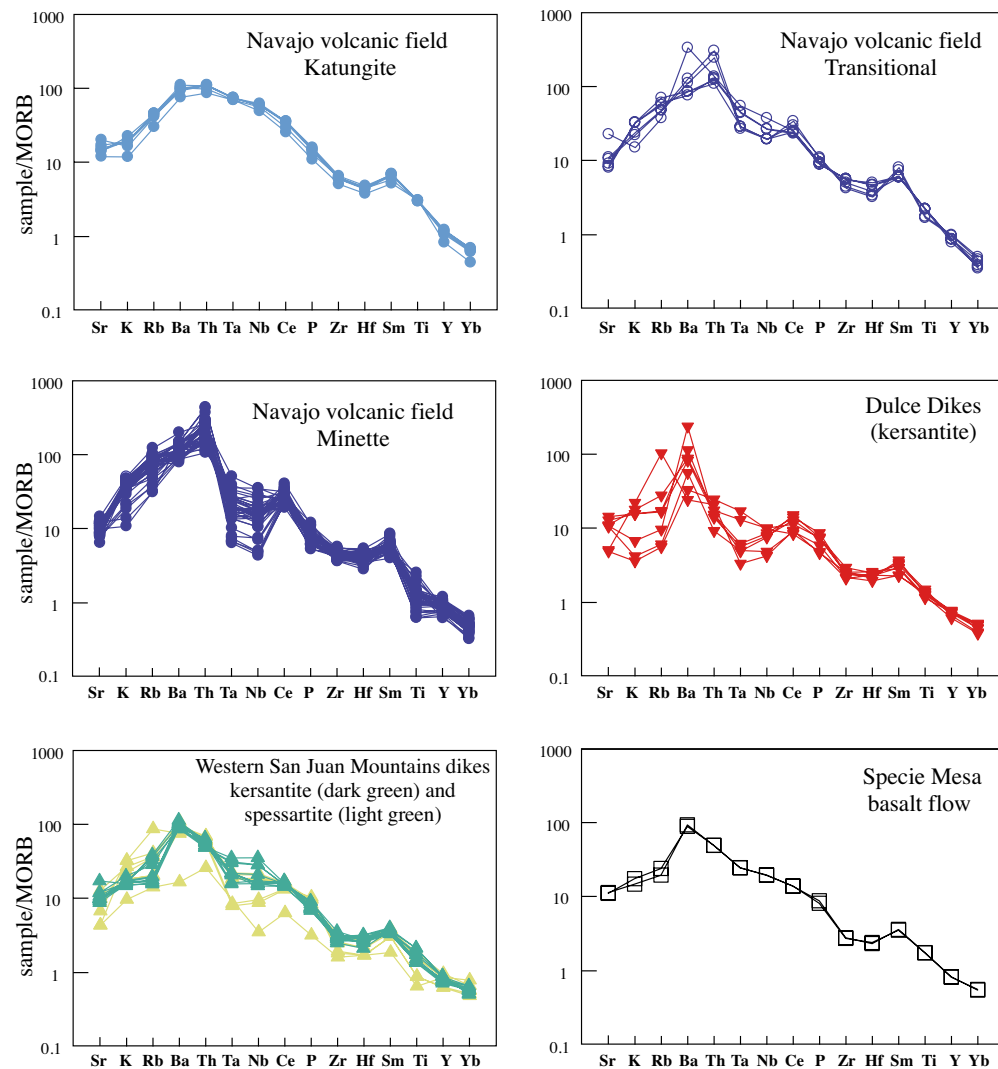 Navajo volcanic field
Katungite
1000
100
10
1
0.1
sample/MORB
Sr K Rb Ba Th Ta Nb Ce P Zr Hf Sm Ti Y Yb
Navajo volcanic field
Transitional
1000
100
10
1
0.1
Sr K Rb Ba Th Ta Nb Ce P Zr Hf Sm Ti Y Yb
Navajo volcanic field
Minette
1000
100
10
1
0.1
sample/MORB
Sr K Rb Ba Th Ta Nb Ce P Zr Hf Sm Ti Y Yb
Dulce Dikes
(kersantite)
1000
100
10
1
0.1
Sr K Rb Ba Th Ta Nb Ce P Zr Hf Sm Ti Y Yb
Western San Juan Mountains dikes
kersantite (dark green) and
spessartite (light green)
1000
100
10
1
0.1
sample/MORB
Sr K Rb Ba Th Ta Nb Ce P Zr Hf Sm Ti Y Yb
Specie Mesa
basalt flow
1000
100
10
1
0.1
Sr K Rb Ba Th Ta Nb Ce P Zr Hf Sm Ti Y Yb